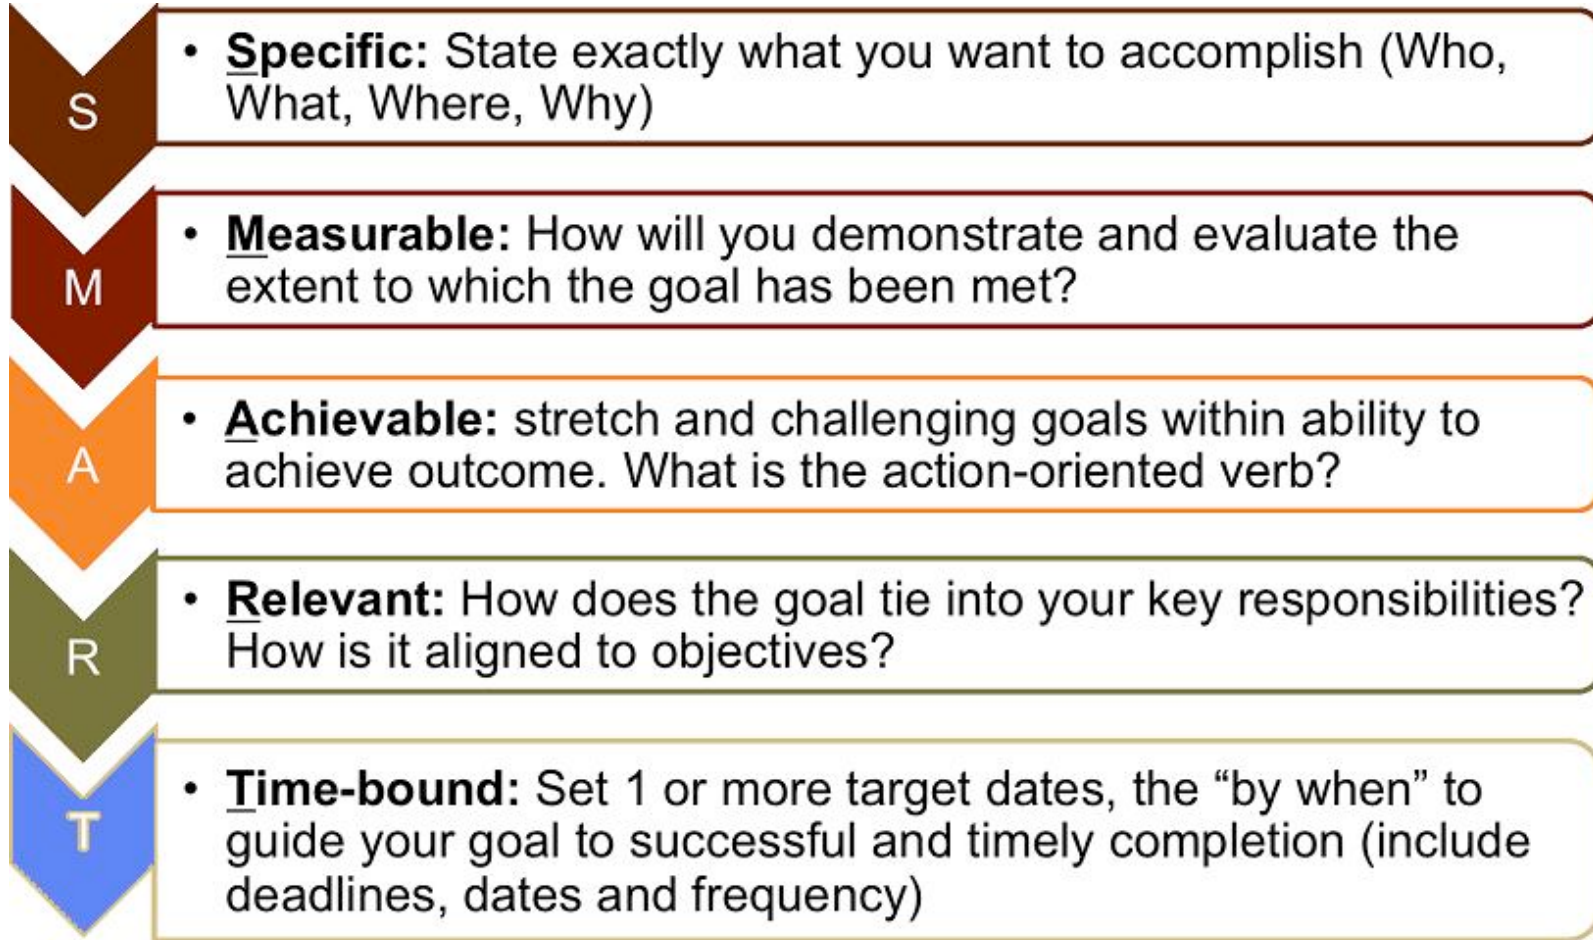 S
• Specific: State exactly what you want to accomplish (Who,
What, Where, Why)
M
• Measurable: How will you demonstrate and evaluate the
extent to which the goal has been met?
A
• Achievable: stretch and challenging goals within ability to
achieve outcome. What is the action-oriented verb?
R
• Relevant: How does the goal tie into your key responsibilities?
How is it aligned to objectives?
T
• Time-bound: Set 1 or more target dates, the “by when” to
guide your goal to successful and timely completion (include
deadlines, dates and frequency)